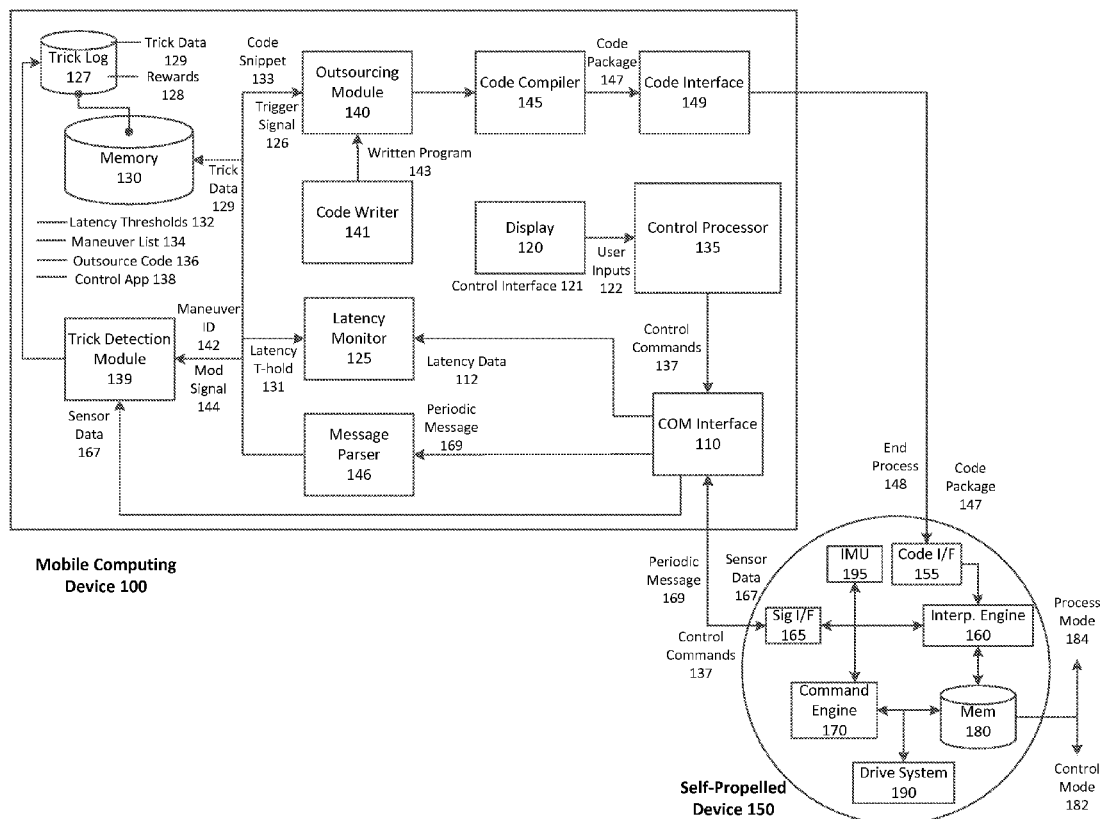 Trick Log
127
Trick Data
129
Rewards
128
Memory
130
Latency Thresholds 132
Maneuver List 134
Outsource Code 136
Control App 138
Code
Snippet
133
Trigger
Signal
126
Trick
Data
129
Outsourcing
Module
140
Code Compiler
145
Code
Package
147
Code Interface
149
Written Program
143
Code Writer
141
Display
120
Control Interface 121
User
Inputs
122
Control Processor
135
Trick Detection
Module
139
Maneuver
ID
142
Mod
Signal
144
Latency
T-hold
131
Latency
Monitor
125
Latency Data
112
Control
Commands
137
Sensor
Data
167
Message
Parser
146
Periodic
Message
169
COM Interface
110
End
Process
148
Code
Package
147
Mobile Computing
Device 100
Periodic
Message
169
Sensor
Data
167
Control
Commands
137
IMU
195
Code I/F
155
Sig I/F
165
Interp. Engine
160
Process
Mode
184
Command
Engine
170
Mem
180
Drive System
190
Control
Mode
182
Self-Propelled
Device 150